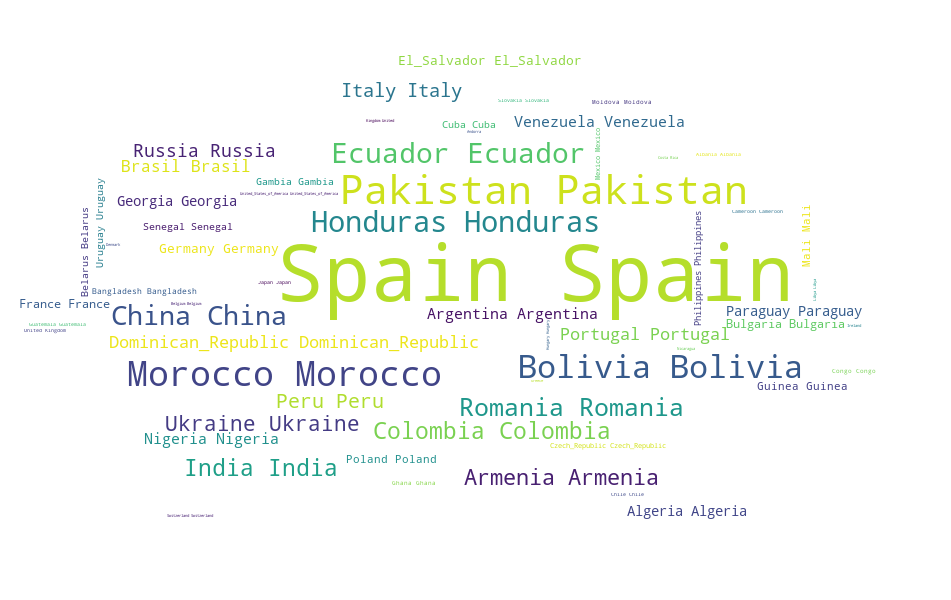 El_Salvador El_Salvador
Italy Italy
Slovakia Slovakia
Moldova Moldova
Kingdom United
Cuba Cuba
Venezuela Venezuela
Andorra
Mexico Mexico
Russia Russia
Ecuador Ecuador
Costa Rica
Brasil Brasil
Gambia Gambia
Pakistan Pakistan
United_States_of_America United_States_of_America
Georgia Georgia
Uruguay Uruguay
Belarus Belarus
Honduras Honduras
Cameroon Cameroon
Mali Mali
Senegal Senegal
Philippines Philippines
Denmark
Germany Germany
Spain Spain
Japan Japan
Bangladesh Bangladesh
France France
Belgium Belgium
China China
Argentina Argentina
Paraguay Paraguay
Guatemala Guatemala
United Kingdom
Bulgaria Bulgaria
Ireland
Portugal Portugal
Hungary Hungary
Dominican_Republic Dominican_Republic
Nicaragua
Morocco Morocco
Bolivia Bolivia
Congo Congo
Guinea Guinea
Peru Peru
Romania Romania
Ukraine Ukraine
Colombia Colombia
Nigeria Nigeria
Czech_Republic Czech_Republic
Poland Poland
India India
Armenia Armenia
Ghana Ghana
Chile Chile
Algeria Algeria
Switzerland Switzerland